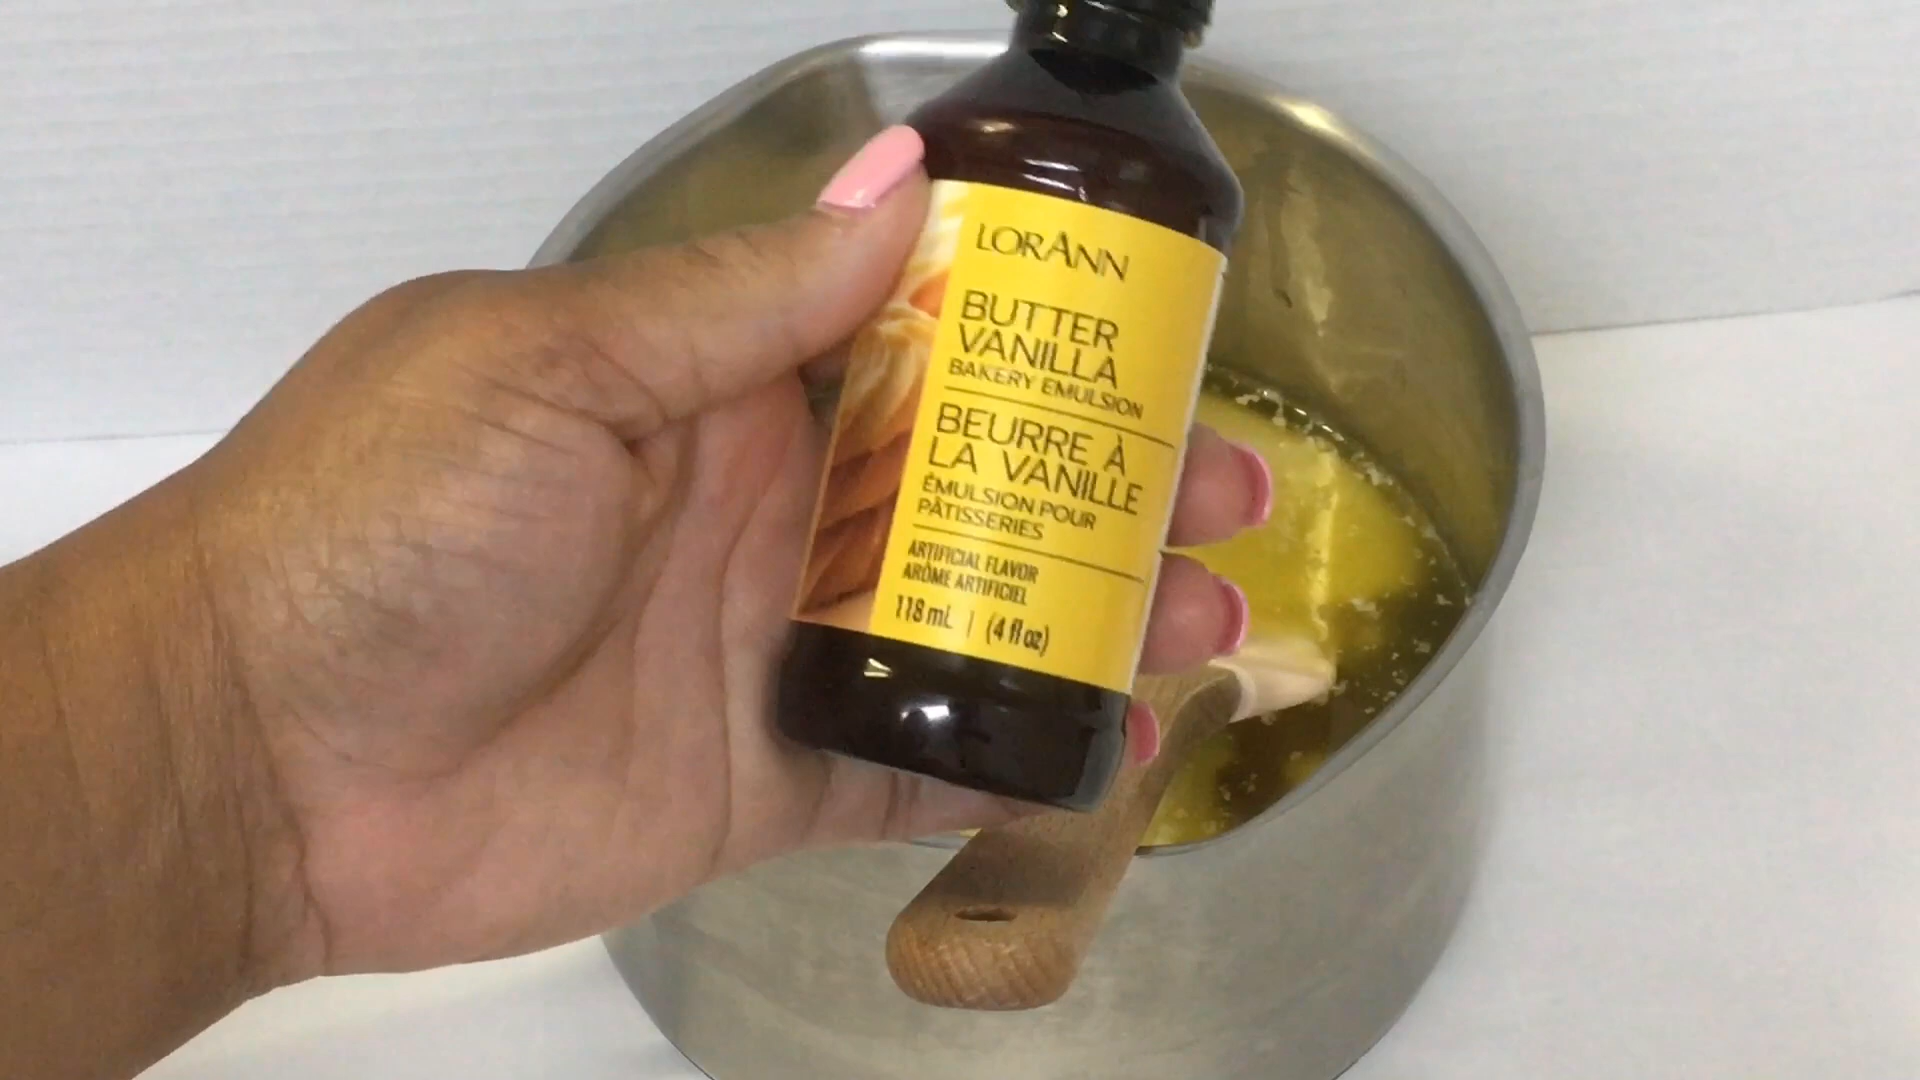 LORANN
BUTTER
VANILLA
BAKERY EMULSION
BEURRE À
LA VANILLE
ÉMULSION POUR
PÂTISSERIES
ARTIFICIAL FLAVOR
ARÔME ARTIFICIEL
118 mL | (4 fl oz)